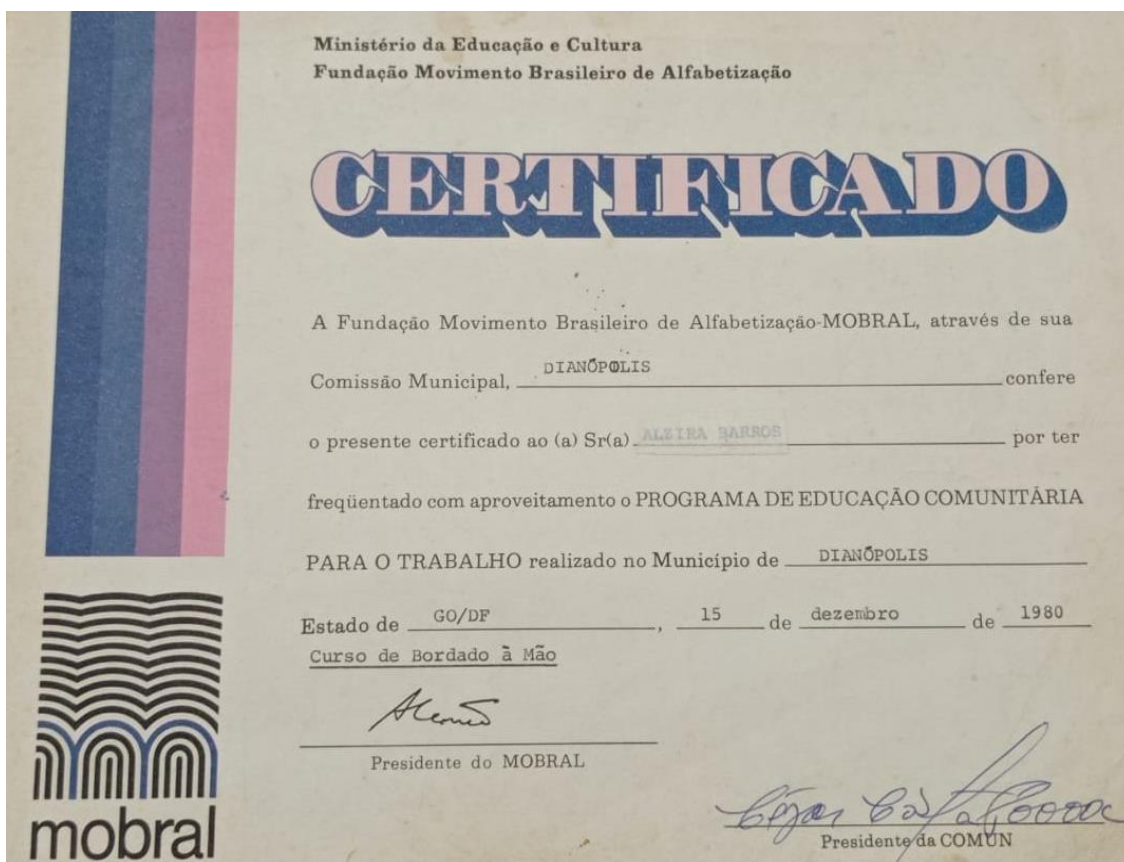 Ministério da Educação e Cultura
Fundação Movimento Brasileiro de Alfabetização
CERTIFICADO
A Fundação Movimento Brasileiro de Alfabetização-MOBRAL, através de sua
Comissão Municipal, DIANÓPOLIS confere
o presente certificado ao (a) Sr(a). ALZIRA BARROS por ter
freqüentado com aproveitamento o PROGRAMA DE EDUCAÇÃO COMUNITÁRIA
PARA O TRABALHO realizado no Município de DIANÓPOLIS
Estado de GO/DF, 15 de dezembro de 1980
Curso de Bordado à Mão
Presidente do MOBRAL
Presidente da COMUN
mobral